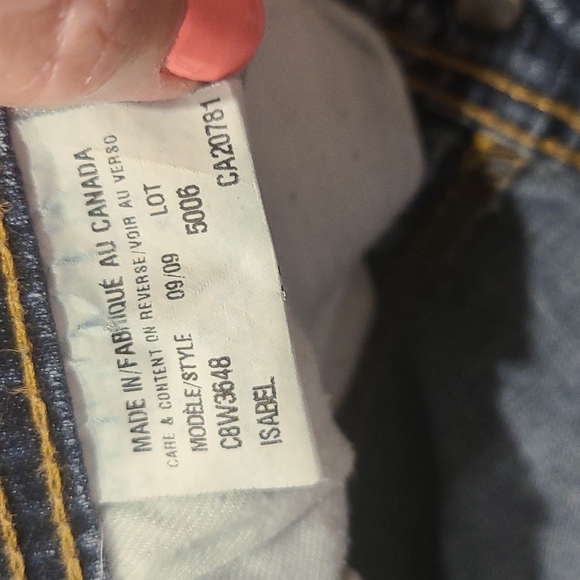 MADE IN/FABRIQUÉ AU CANADA
CARE & CONTENT ON REVERSE/VOIR AU VERSO
MODÈLE/STYLE 09/09 LOT
C8W3648 5006
ISABEL CA20781